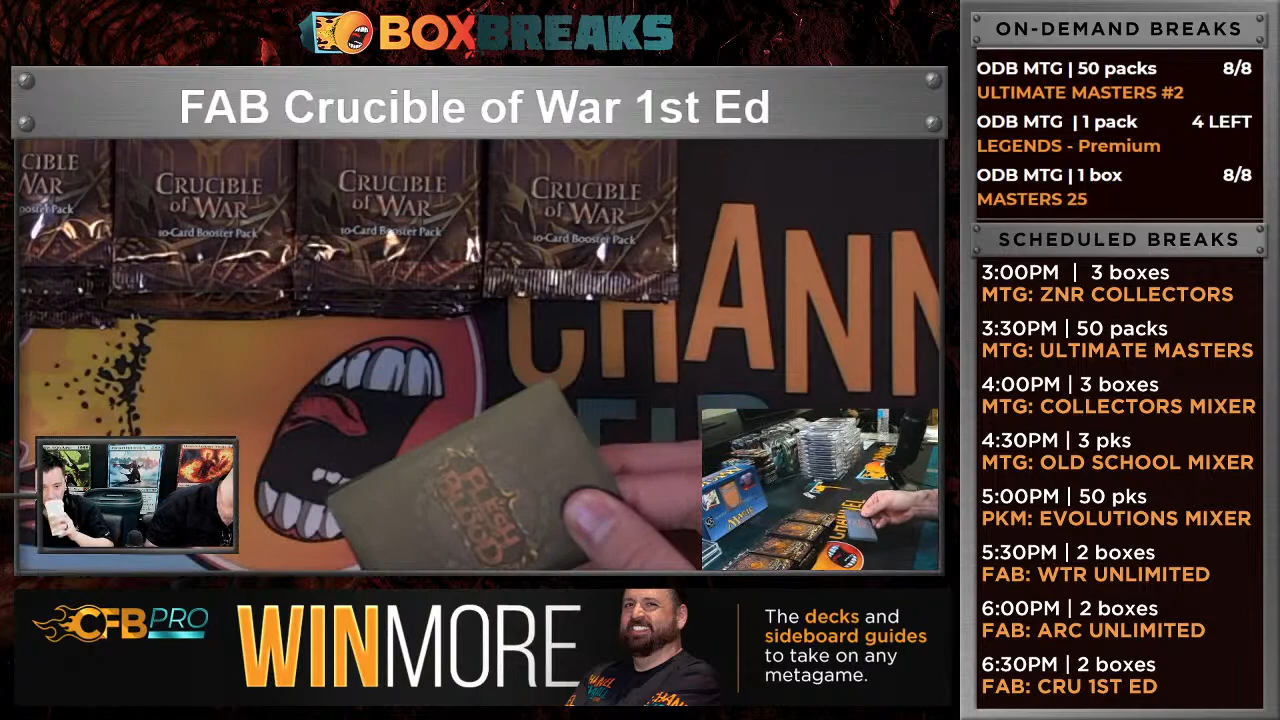 BOXBREAKS
FAB Crucible of War 1st Ed
CIBLE
WAR
CRUCIBLE
of WAR
10-Card Booster Pack
CRUCIBLE
of WAR
10-Card Booster Pack
CRUCIBLE
of WAR
10-Card Booster Pack
CHANN
FLESH
AND
BLOOD
CFBPRO
WINMORE
The decks and
sideboard guides
to take on any
metagame.
ON-DEMAND BREAKS
ODB MTG | 50 packs 8/8
ULTIMATE MASTERS #2
ODB MTG | 1 pack 4 LEFT
LEGENDS - Premium
ODB MTG | 1 box 8/8
MASTERS 25
SCHEDULED BREAKS
3:00PM | 3 boxes
MTG: ZNR COLLECTORS
3:30PM | 50 packs
MTG: ULTIMATE MASTERS
4:00PM | 3 boxes
MTG: COLLECTORS MIXER
4:30PM | 3 pks
MTG: OLD SCHOOL MIXER
5:00PM | 50 pks
PKM: EVOLUTIONS MIXER
5:30PM | 2 boxes
FAB: WTR UNLIMITED
6:00PM | 2 boxes
FAB: ARC UNLIMITED
6:30PM | 2 boxes
FAB: CRU 1ST ED